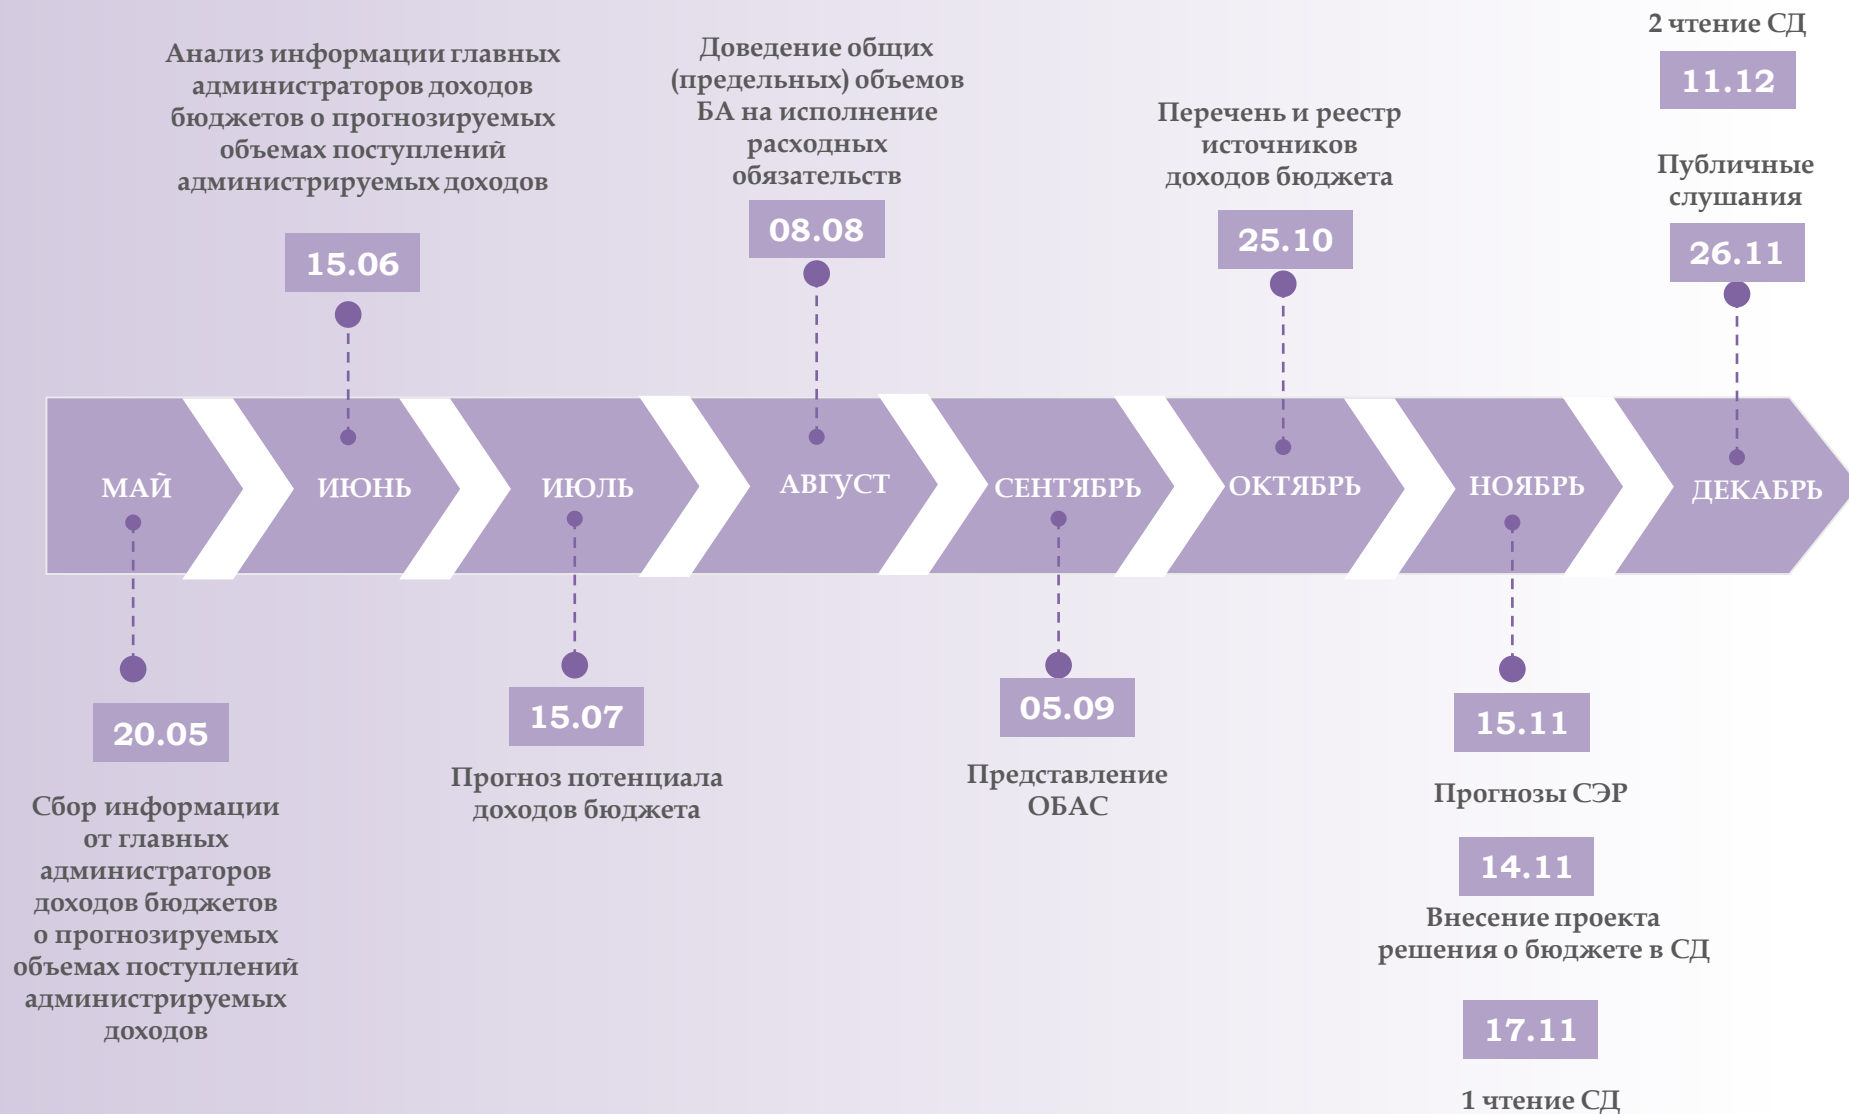 2 чтение СД
11.12
Анализ информации главных
администраторов доходов
бюджетов о прогнозируемых
объемах поступлений
администрируемых доходов
15.06
Доведение общих
(предельных) объемов
БА на исполнение
расходных
обязательств
08.08
Перечень и реестр
источников
доходов бюджета
25.10
Публичные
слушания
26.11
МАЙ
ИЮНЬ
ИЮЛЬ
АВГУСТ
СЕНТЯБРЬ
ОКТЯБРЬ
НОЯБРЬ
ДЕКАБРЬ
20.05
Сбор информации
от главных
администраторов
доходов бюджетов
о прогнозируемых
объемах поступлений
администрируемых
доходов
15.07
Прогноз потенциала
доходов бюджета
05.09
Представление
ОБАС
15.11
Прогнозы СЭР
14.11
Внесение проекта
решения о бюджете в СД
17.11
1 чтение СД